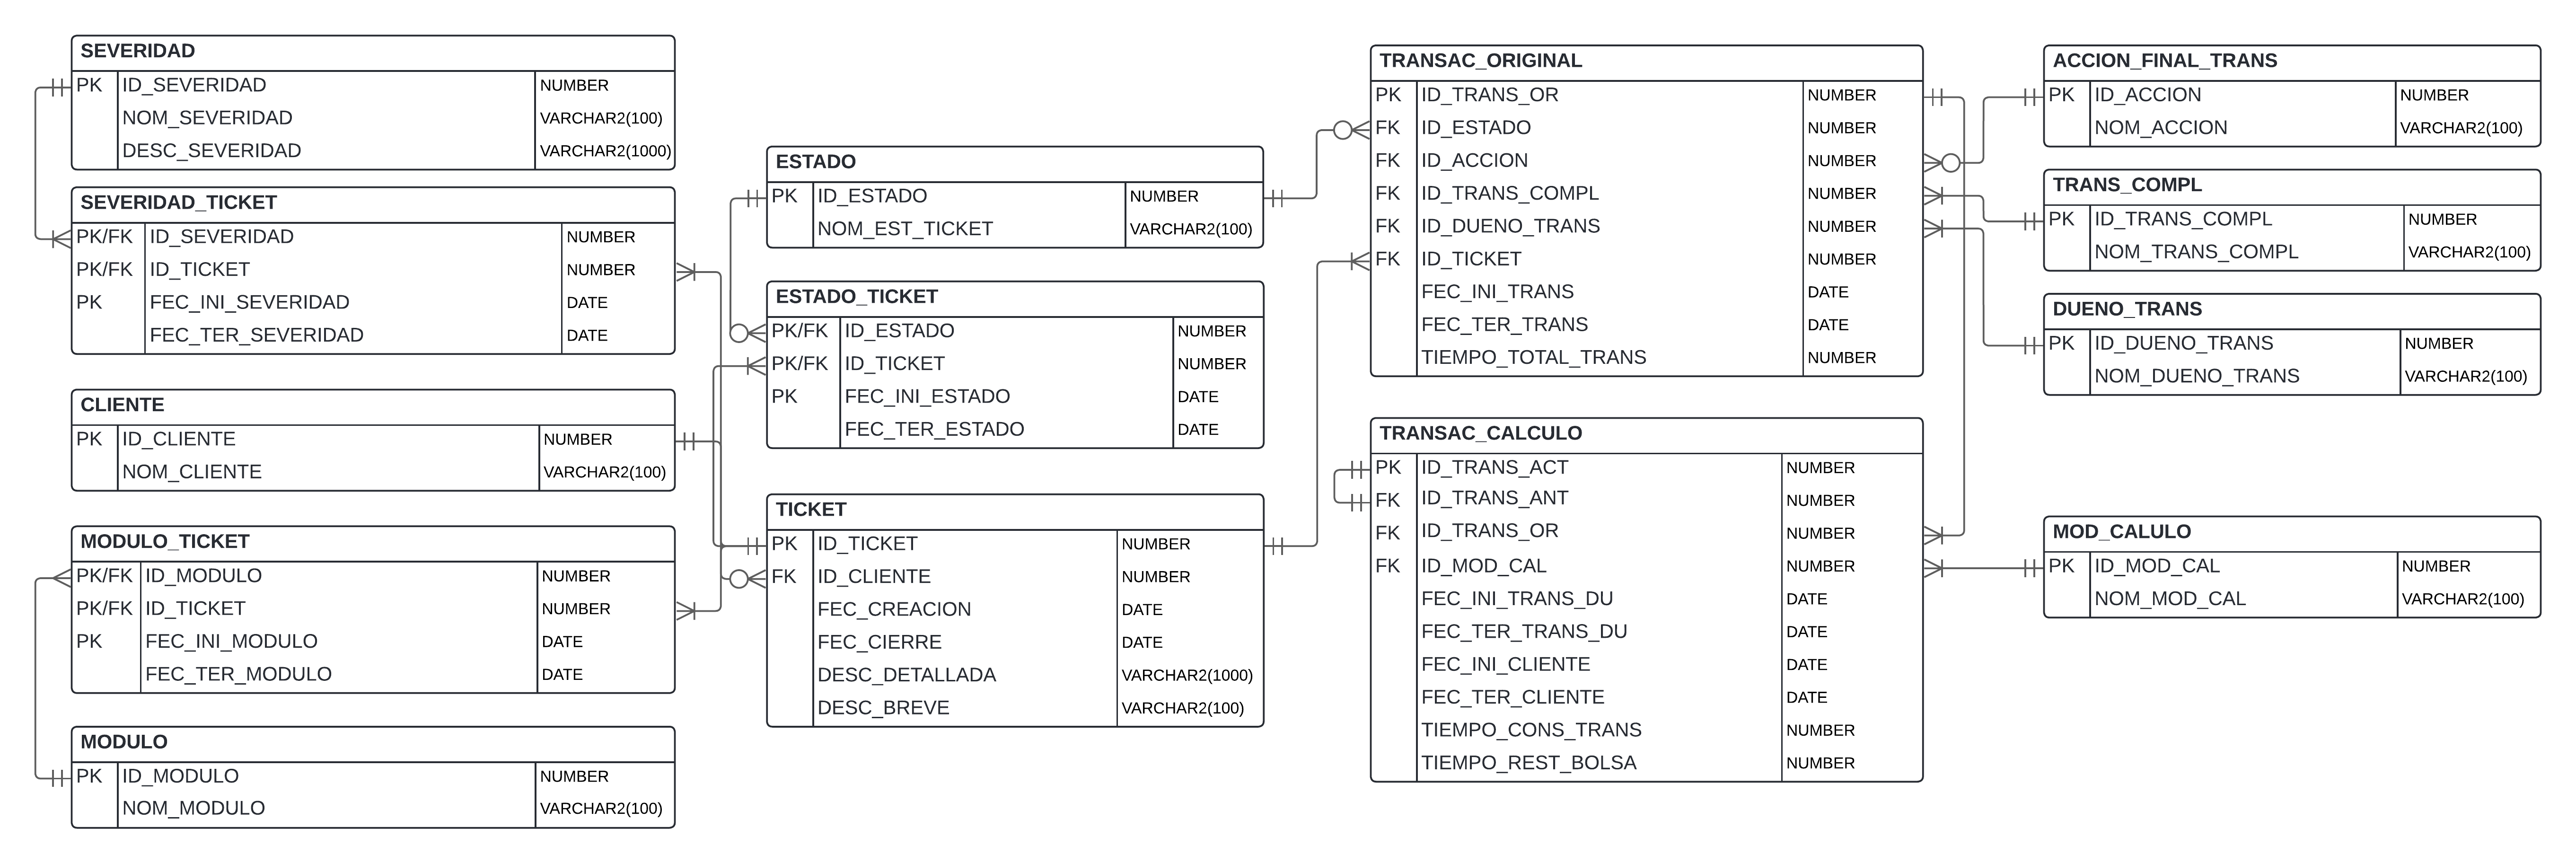 SEVERIDAD
PK ID_SEVERIDAD NUMBER
NOM_SEVERIDAD VARCHAR2(100)
DESC_SEVERIDAD VARCHAR2(1000)
SEVERIDAD_TICKET
PK/FK ID_SEVERIDAD NUMBER
PK/FK ID_TICKET NUMBER
PK FEC_INI_SEVERIDAD DATE
FEC_TER_SEVERIDAD DATE
CLIENTE
PK ID_CLIENTE NUMBER
NOM_CLIENTE VARCHAR2(100)
MODULO_TICKET
PK/FK ID_MODULO NUMBER
PK/FK ID_TICKET NUMBER
PK FEC_INI_MODULO DATE
FEC_TER_MODULO DATE
MODULO
PK ID_MODULO NUMBER
NOM_MODULO VARCHAR2(100)
ESTADO
PK ID_ESTADO NUMBER
NOM_EST_TICKET VARCHAR2(100)
ESTADO_TICKET
PK/FK ID_ESTADO NUMBER
PK/FK ID_TICKET NUMBER
PK FEC_INI_ESTADO DATE
FEC_TER_ESTADO DATE
TICKET
PK ID_TICKET NUMBER
FK ID_CLIENTE NUMBER
FEC_CREACION DATE
FEC_CIERRE DATE
DESC_DETALLADA VARCHAR2(1000)
DESC_BREVE VARCHAR2(100)
TRANSAC_ORIGINAL
PK ID_TRANS_OR NUMBER
FK ID_ESTADO NUMBER
FK ID_ACCION NUMBER
FK ID_TRANS_COMPL NUMBER
FK ID_DUENO_TRANS NUMBER
FK ID_TICKET NUMBER
FEC_INI_TRANS DATE
FEC_TER_TRANS DATE
TIEMPO_TOTAL_TRANS NUMBER
TRANSAC_CALCULO
PK ID_TRANS_ACT NUMBER
FK ID_TRANS_ANT NUMBER
FK ID_TRANS_OR NUMBER
FK ID_MOD_CAL NUMBER
FEC_INI_TRANS_DU DATE
FEC_TER_TRANS_DU DATE
FEC_INI_CLIENTE DATE
FEC_TER_CLIENTE DATE
TIEMPO_CONS_TRANS NUMBER
TIEMPO_REST_BOLSA NUMBER
ACCION_FINAL_TRANS
PK ID_ACCION NUMBER
NOM_ACCION VARCHAR2(100)
TRANS_COMPL
PK ID_TRANS_COMPL NUMBER
NOM_TRANS_COMPL VARCHAR2(100)
DUENO_TRANS
PK ID_DUENO_TRANS NUMBER
NOM_DUENO_TRANS VARCHAR2(100)
MOD_CALULO
PK ID_MOD_CAL NUMBER
NOM_MOD_CAL VARCHAR2(100)